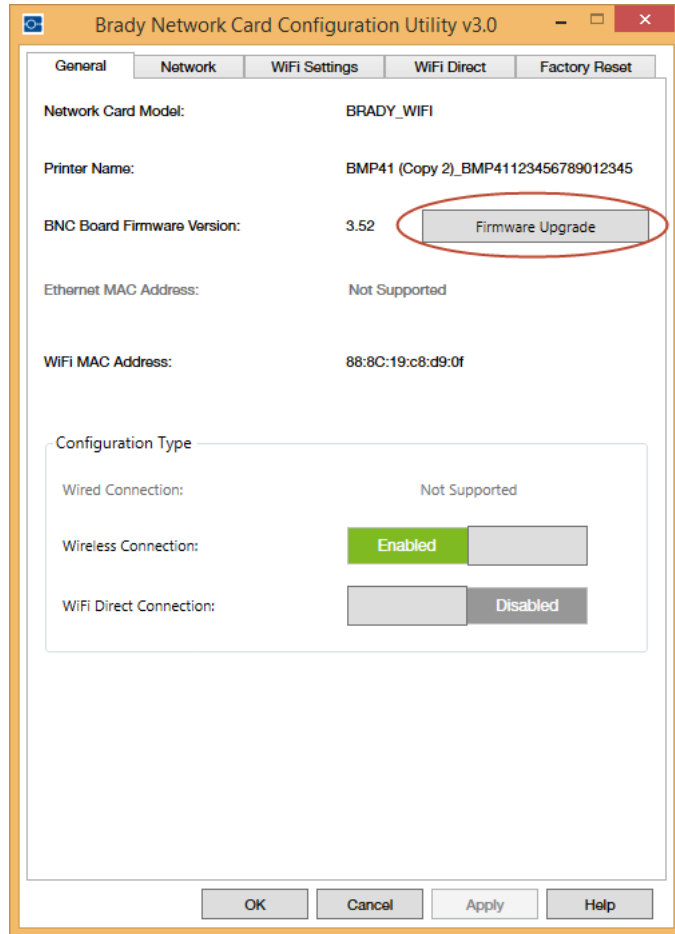 Brady Network Card Configuration Utility v3.0
General Network WiFi Settings WiFi Direct Factory Reset
Network Card Model: BRADY_WIFI
Printer Name: BMP41 (Copy 2)_BMP41123456789012345
BNC Board Firmware Version: 3.52 Firmware Upgrade
Ethernet MAC Address: Not Supported
WiFi MAC Address: 88:8C:19:c8:d9:0f
Configuration Type
Wired Connection: Not Supported
Wireless Connection: Enabled
WiFi Direct Connection: Disabled
OK Cancel Apply Help